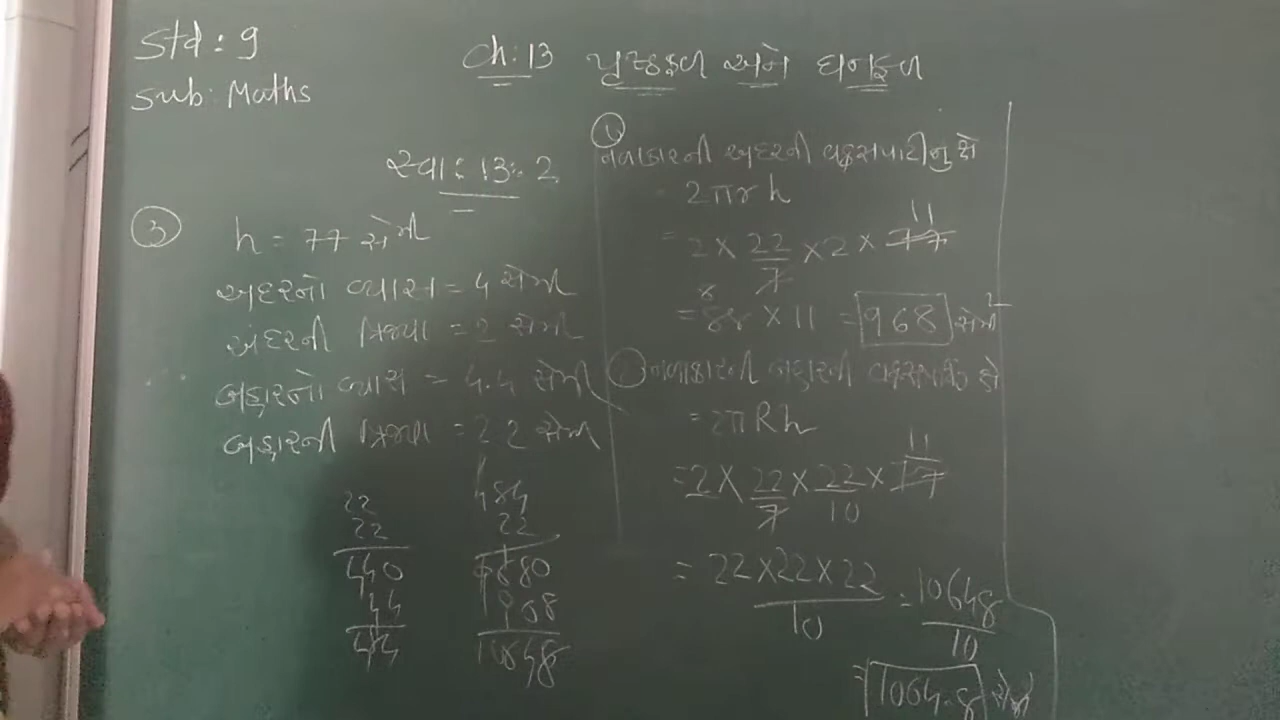 Std : 9
Sub: Maths
Ch: 13 પૃષ્ઠફળ અને ઘનફળ
સ્વા: 13.2
③ h = 77 સેમી
અંદરનો વ્યાસ = 4 સેમી
અંદરની ત્રિજ્યા = 2 સેમી
બહારનો વ્યાસ = 4.4 સેમી
બહારની ત્રિજ્યા = 2.2 સેમી
22
22
440
44
484
484
22
9680
968
10648
① નળાકારની અંદરની વક્રસપાટીનું ક્ષે
2πrh
= 2 × 22/7 × 2 × 77 11
= 88 × 11 = 968 સેમી²
નળાકારની બહારની વક્રસપાટીનું ક્ષે
= 2πRh
= 2 × 22/7 × 22/10 × 77 11
= 22×22×22/10 = 10648/10
= 1064.8 સેમી